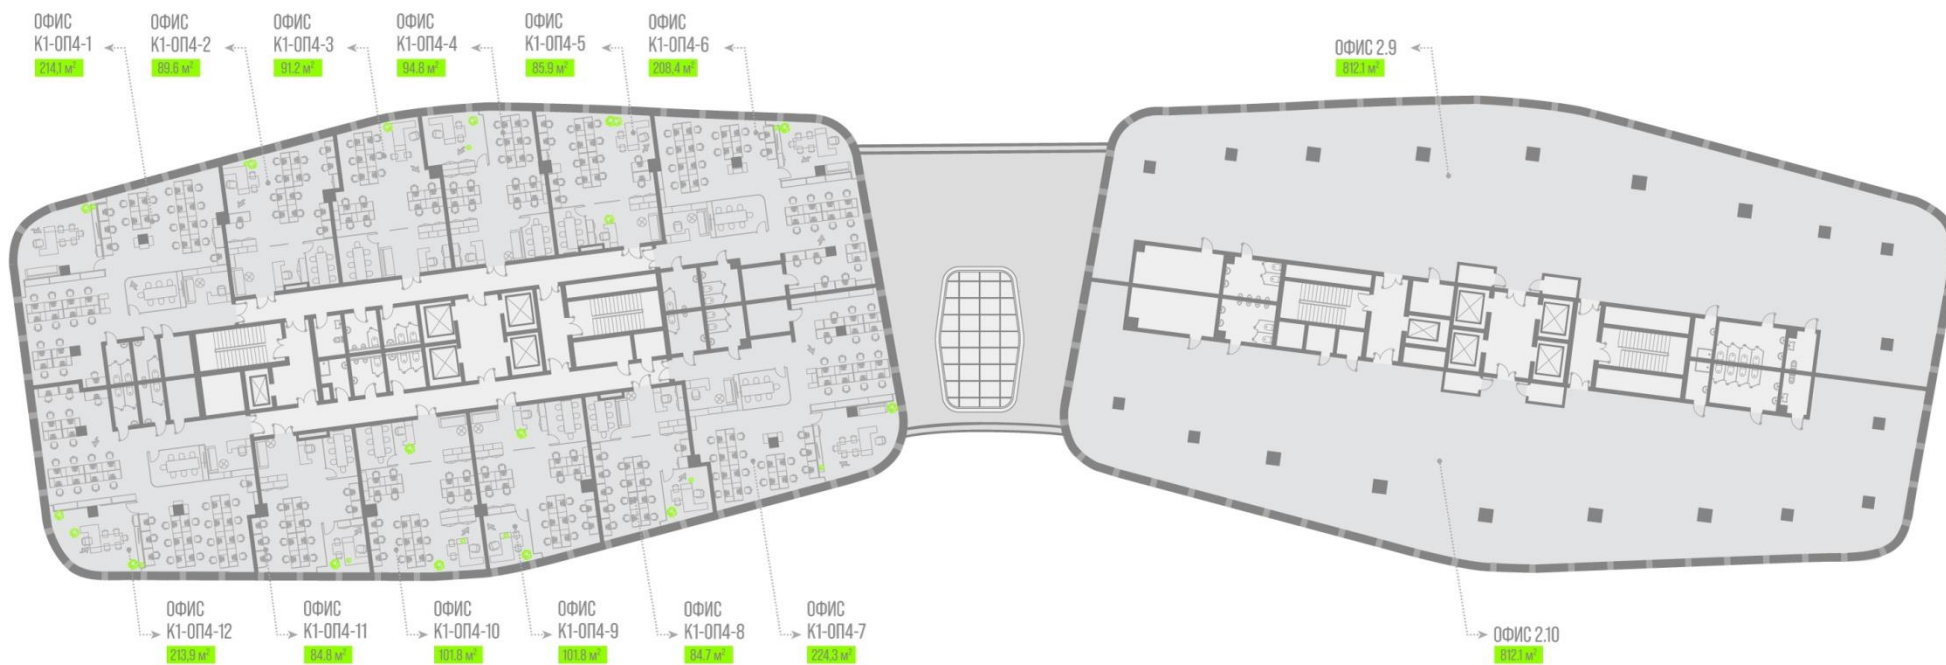 ОФИС
К1-ОП4-1
214,1 м²
ОФИС
К1-ОП4-2
89.6 м²
ОФИС
К1-ОП4-3
91.2 м²
ОФИС
К1-ОП4-4
94.8 м²
ОФИС
К1-ОП4-5
85.9 м²
ОФИС
К1-ОП4-6
208,4 м²
ОФИС 2.9
812.1 м²
ОФИС
К1-ОП4-12
213,9 м²
ОФИС
К1-ОП4-11
84.8 м²
ОФИС
К1-ОП4-10
101.8 м²
ОФИС
К1-ОП4-9
101.8 м²
ОФИС
К1-ОП4-8
84.7 м²
ОФИС
К1-ОП4-7
224,3 м²
ОФИС 2.10
812.1 м²